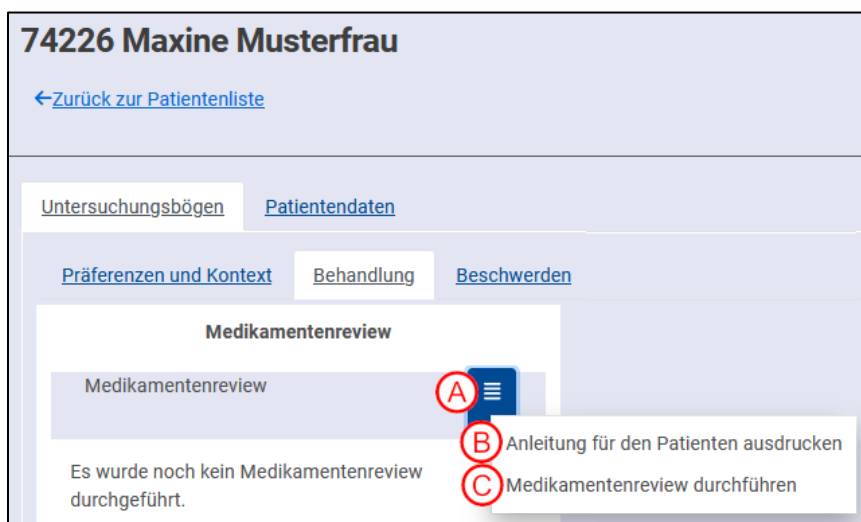 74226 Maxine Musterfrau
←Zurück zur Patientenliste
Untersuchungsbögen Patientendaten
Präferenzen und Kontext Behandlung Beschwerden
Medikamentenreview
Medikamentenreview A
B Anleitung für den Patienten ausdrucken
Es wurde noch kein Medikamentenreview
C Medikamentenreview durchführen
durchgeführt.